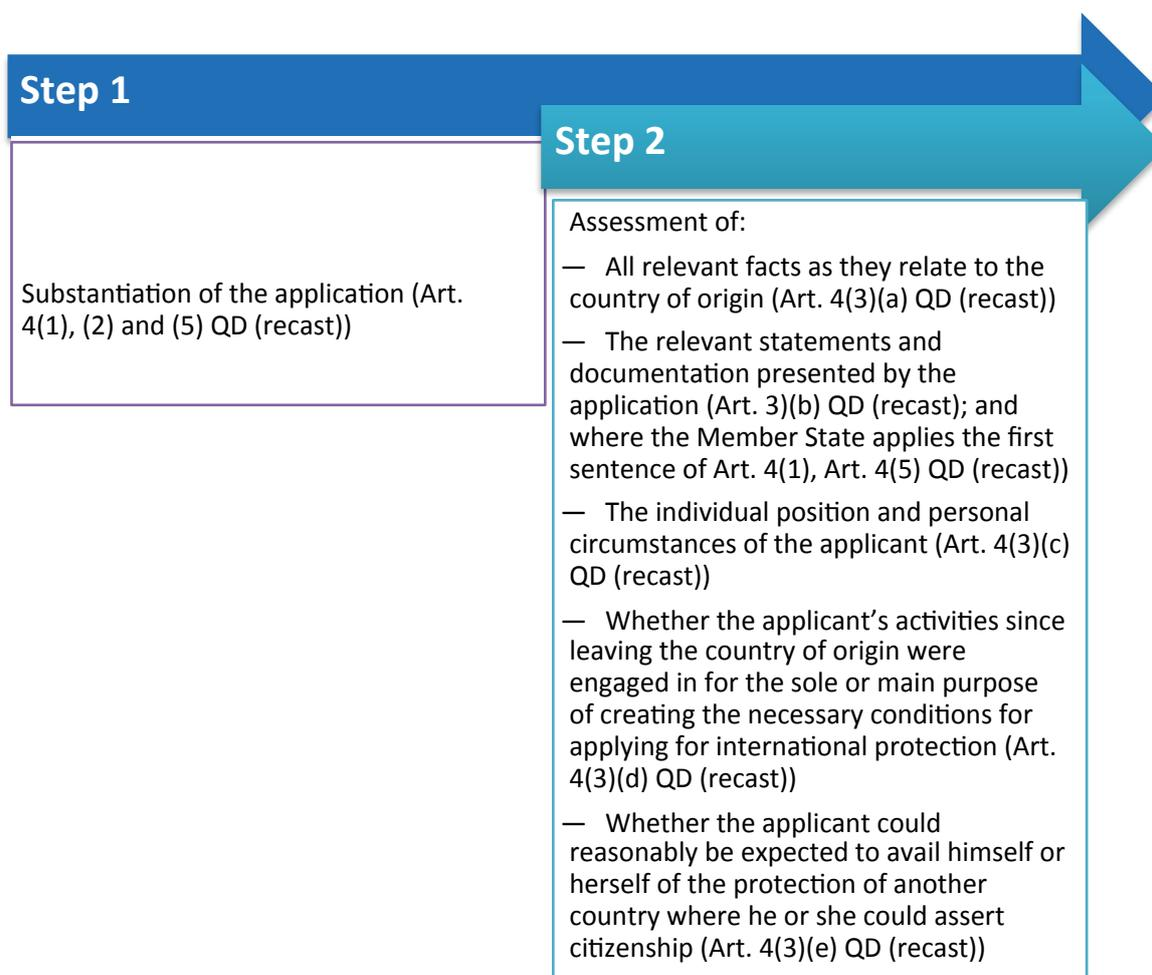 Step 1
Substantiation of the application (Art.
4(1), (2) and (5) QD (recast))
Step 2
Assessment of:
— All relevant facts as they relate to the
country of origin (Art. 4(3)(a) QD (recast))
— The relevant statements and
documentation presented by the
application (Art. 3)(b) QD (recast); and
where the Member State applies the first
sentence of Art. 4(1), Art. 4(5) QD (recast))
— The individual position and personal
circumstances of the applicant (Art. 4(3)(c)
QD (recast))
— Whether the applicant’s activities since
leaving the country of origin were
engaged in for the sole or main purpose
of creating the necessary conditions for
applying for international protection (Art.
4(3)(d) QD (recast))
— Whether the applicant could
reasonably be expected to avail himself or
herself of the protection of another
country where he or she could assert
citizenship (Art. 4(3)(e) QD (recast))